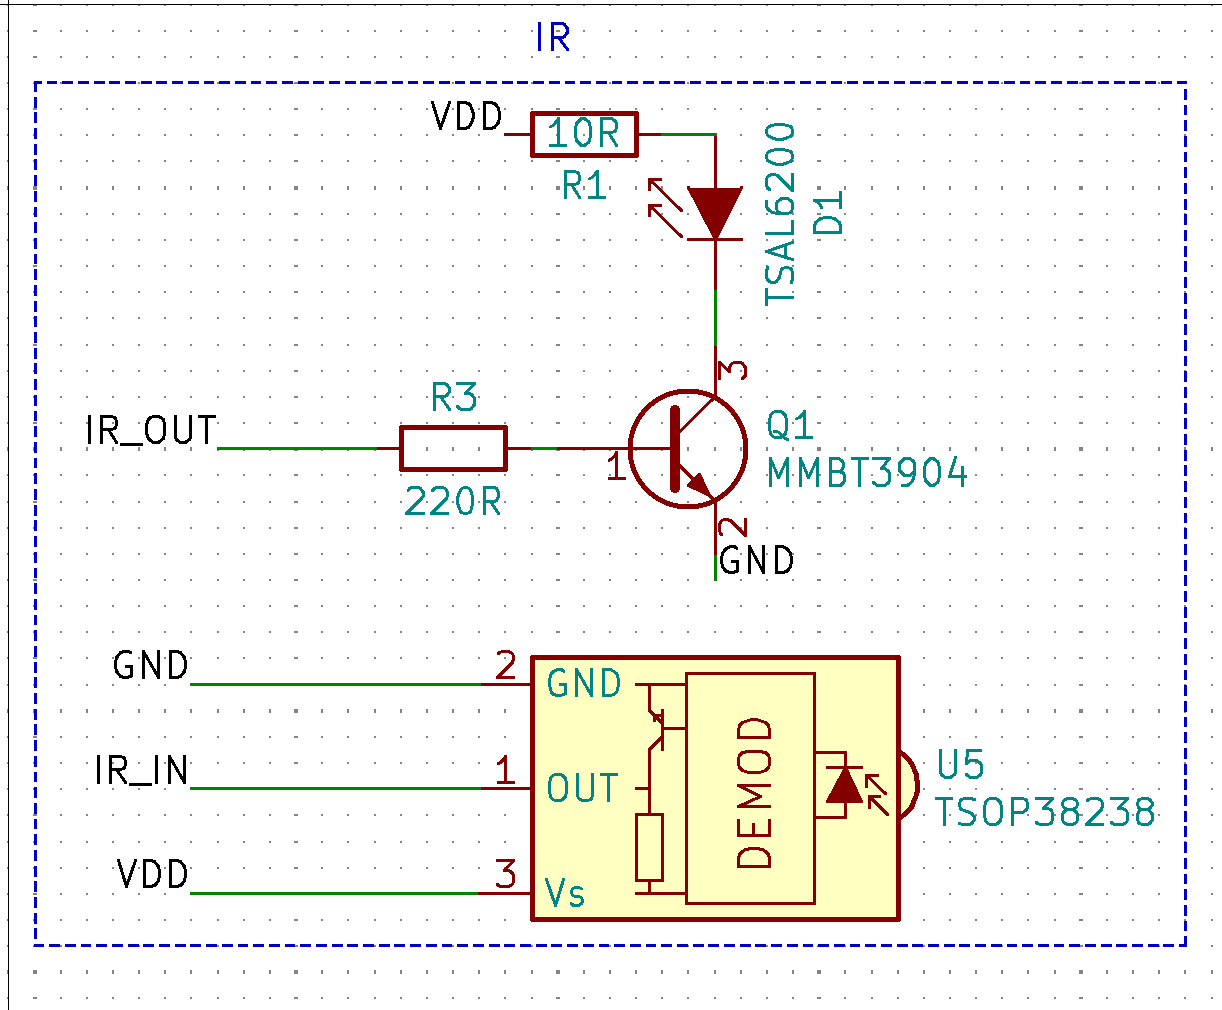 IR
VDD
10R
R1
TSAL6200
D1
3
R3
IR_OUT
Q1
1
MMBT3904
220R
2
GND
GND
2
GND
IR_IN
1
OUT
DEMOD
U5
TSOP38238
VDD
3
Vs